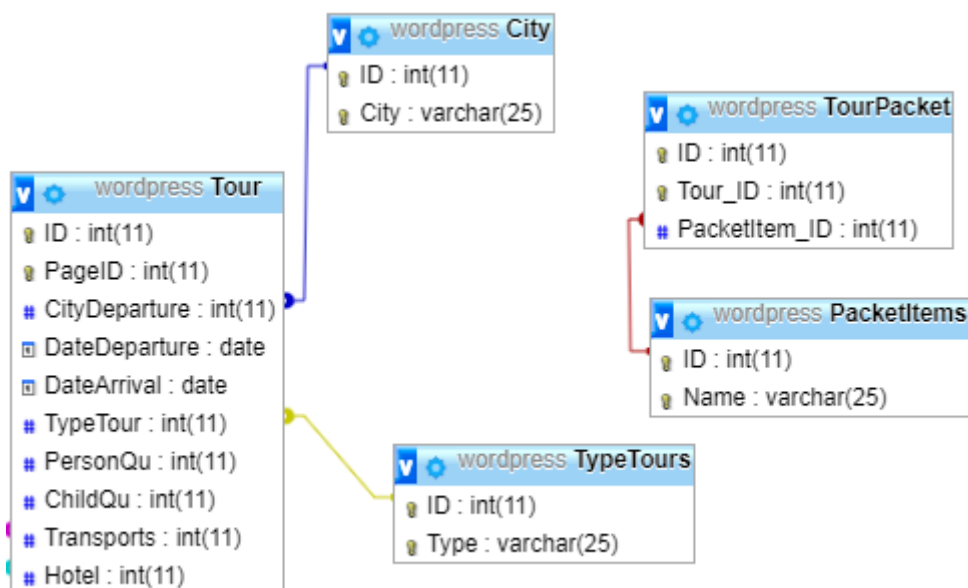 v wordpress City
ID : int(11)
City : varchar(25)
v wordpress TourPacket
ID : int(11)
Tour_ID : int(11)
# PacketItem_ID : int(11)
v wordpress Tour
ID : int(11)
PageID : int(11)
# CityDeparture : int(11)
DateDeparture : date
DateArrival : date
# TypeTour : int(11)
# PersonQu : int(11)
# ChildQu : int(11)
# Transports : int(11)
# Hotel : int(11)
v wordpress PacketItems
ID : int(11)
Name : varchar(25)
v wordpress TypeTours
ID : int(11)
Type : varchar(25)